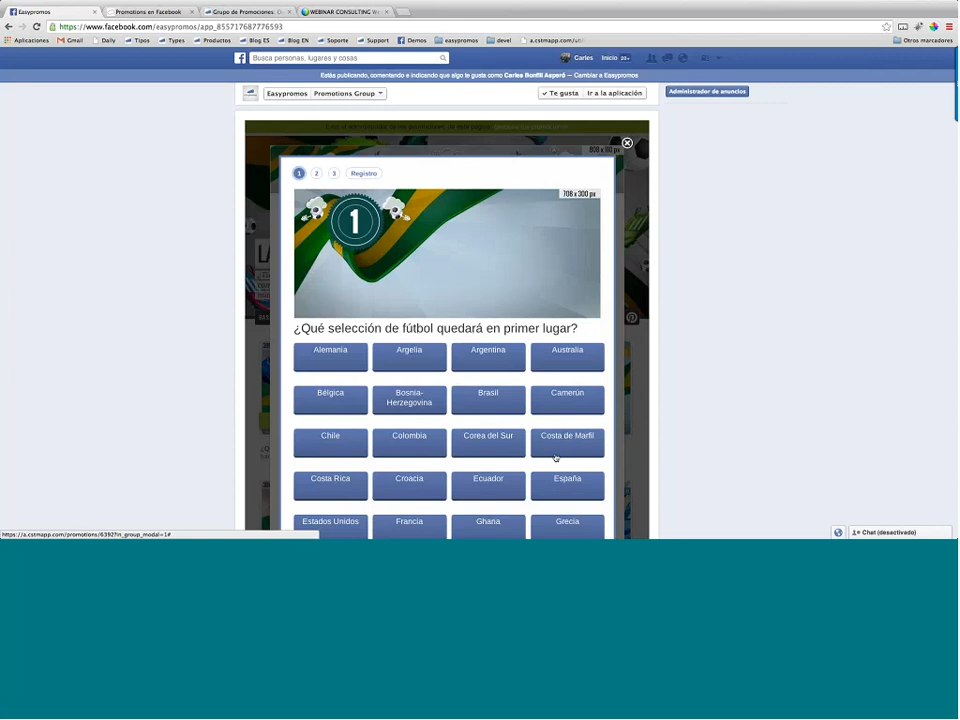 Easypromos
Promotions en Facebook
Grupo de Promociones:
WEBINAR CONSULTING
https://www.facebook.com/easypromos/app_855717687776593
Aplicaciones Gmail Daily Tipos Types Productos Blog ES Blog EN Soporte Support Demos easypromos devel a.cstmapp.com/ Otros marcadores
Busca personas, lugares y cosas
Carles Inicio 20+
Estás publicando, comentando e indicando que algo te gusta como Carles Bonfill Asperó — Cambiar a Easypromos
Easypromos Promotions Group
Te gusta Ir a la aplicación
Administrador de anuncios
1 2 3 Registro
708 x 300 px
1
¿Qué selección de fútbol quedará en primer lugar?
Alemania Argelia Argentina Australia
Bélgica Bosnia- Brasil Camerún
Herzegovina
Chile Colombia Corea del Sur Costa de Marfil
Costa Rica Croacia Ecuador España
Estados Unidos Francia Ghana Grecia
https://a.cstmapp.com/promotions/63927in_group_modal=1#
Chat (desactivado)